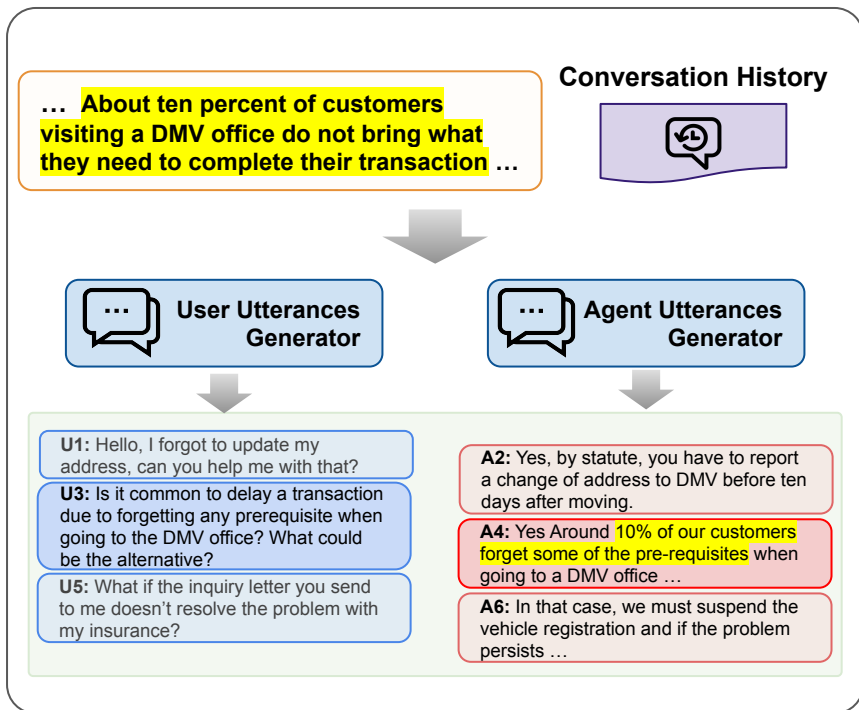 … About ten percent of customers
visiting a DMV office do not bring what
they need to complete their transaction …
Conversation History
… User Utterances
Generator
… Agent Utterances
Generator
U1: Hello, I forgot to update my
address, can you help me with that?
U3: Is it common to delay a transaction
due to forgetting any prerequisite when
going to the DMV office? What could
be the alternative?
U5: What if the inquiry letter you send
to me doesn’t resolve the problem with
my insurance?
A2: Yes, by statute, you have to report
a change of address to DMV before ten
days after moving.
A4: Yes Around 10% of our customers
forget some of the pre-requisites when
going to a DMV office …
A6: In that case, we must suspend the
vehicle registration and if the problem
persists …